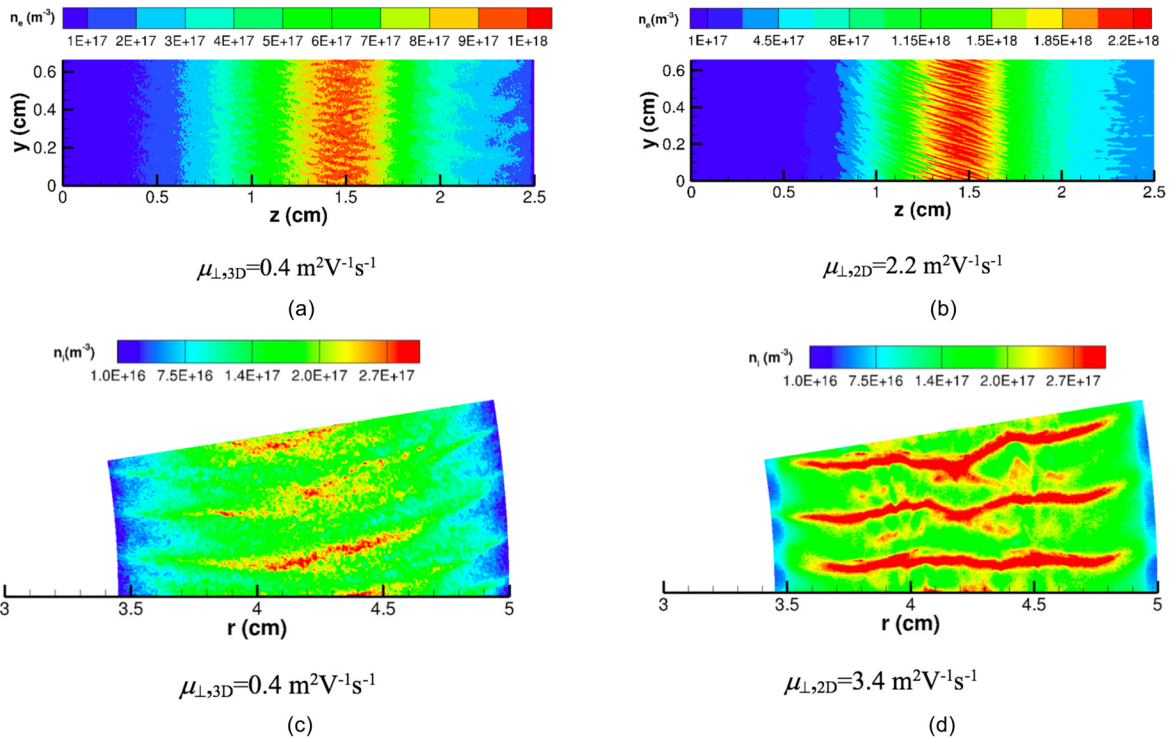 nₑ(m⁻³)
1E+17 2E+17 3E+17 4E+17 5E+17 6E+17 7E+17 8E+17 9E+17 1E+18
y (cm)
0.6
0.4
0.2
0
0 0.5 1 1.5 2 2.5
z (cm)
μ⊥,3D=0.4 m²V⁻¹s⁻¹
(a)
nₑ(m⁻³)
1E+17 4.5E+17 8E+17 1.15E+18 1.5E+18 1.85E+18 2.2E+18
y (cm)
0.6
0.4
0.2
0
0 0.5 1 1.5 2 2.5
z (cm)
μ⊥,2D=2.2 m²V⁻¹s⁻¹
(b)
nᵢ(m⁻³)
1.0E+16 7.5E+16 1.4E+17 2.0E+17 2.7E+17
3 3.5 4 4.5 5
r (cm)
μ⊥,3D=0.4 m²V⁻¹s⁻¹
(c)
nᵢ(m⁻³)
1.0E+16 7.5E+16 1.4E+17 2.0E+17 2.7E+17
3 3.5 4 4.5 5
r (cm)
μ⊥,2D=3.4 m²V⁻¹s⁻¹
(d)